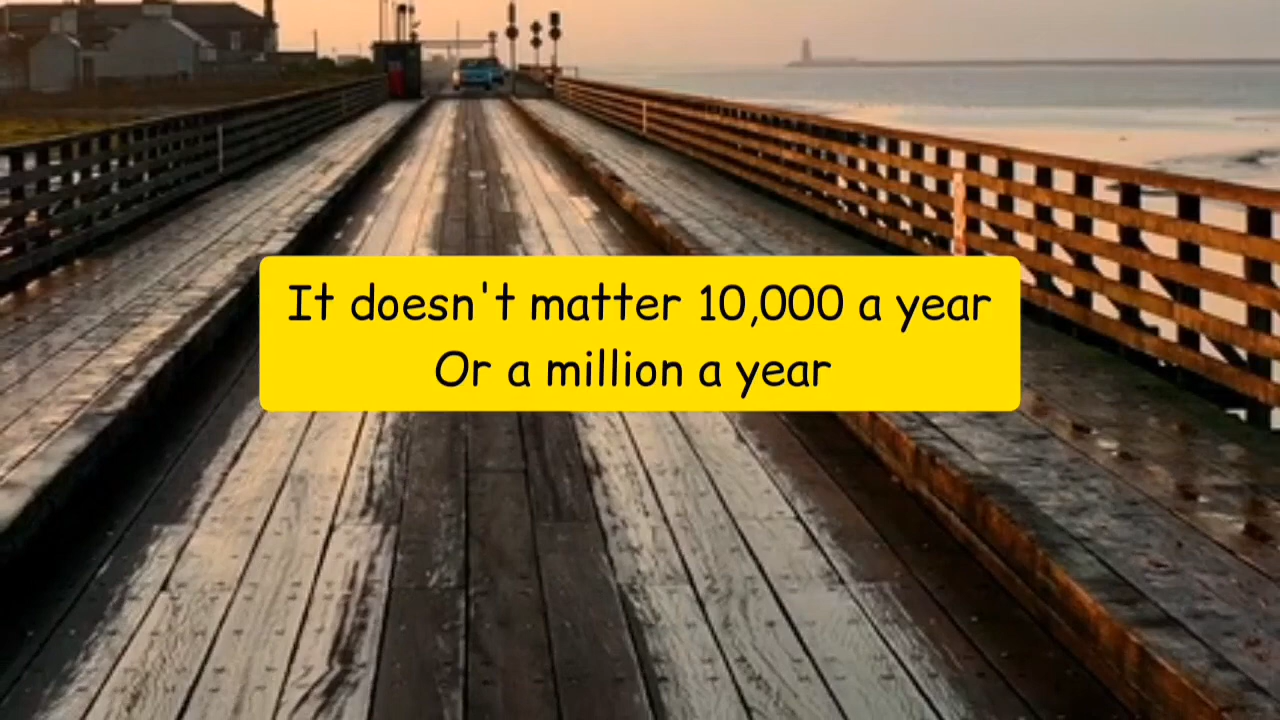 It doesn't matter 10,000 a year
Or a million a year